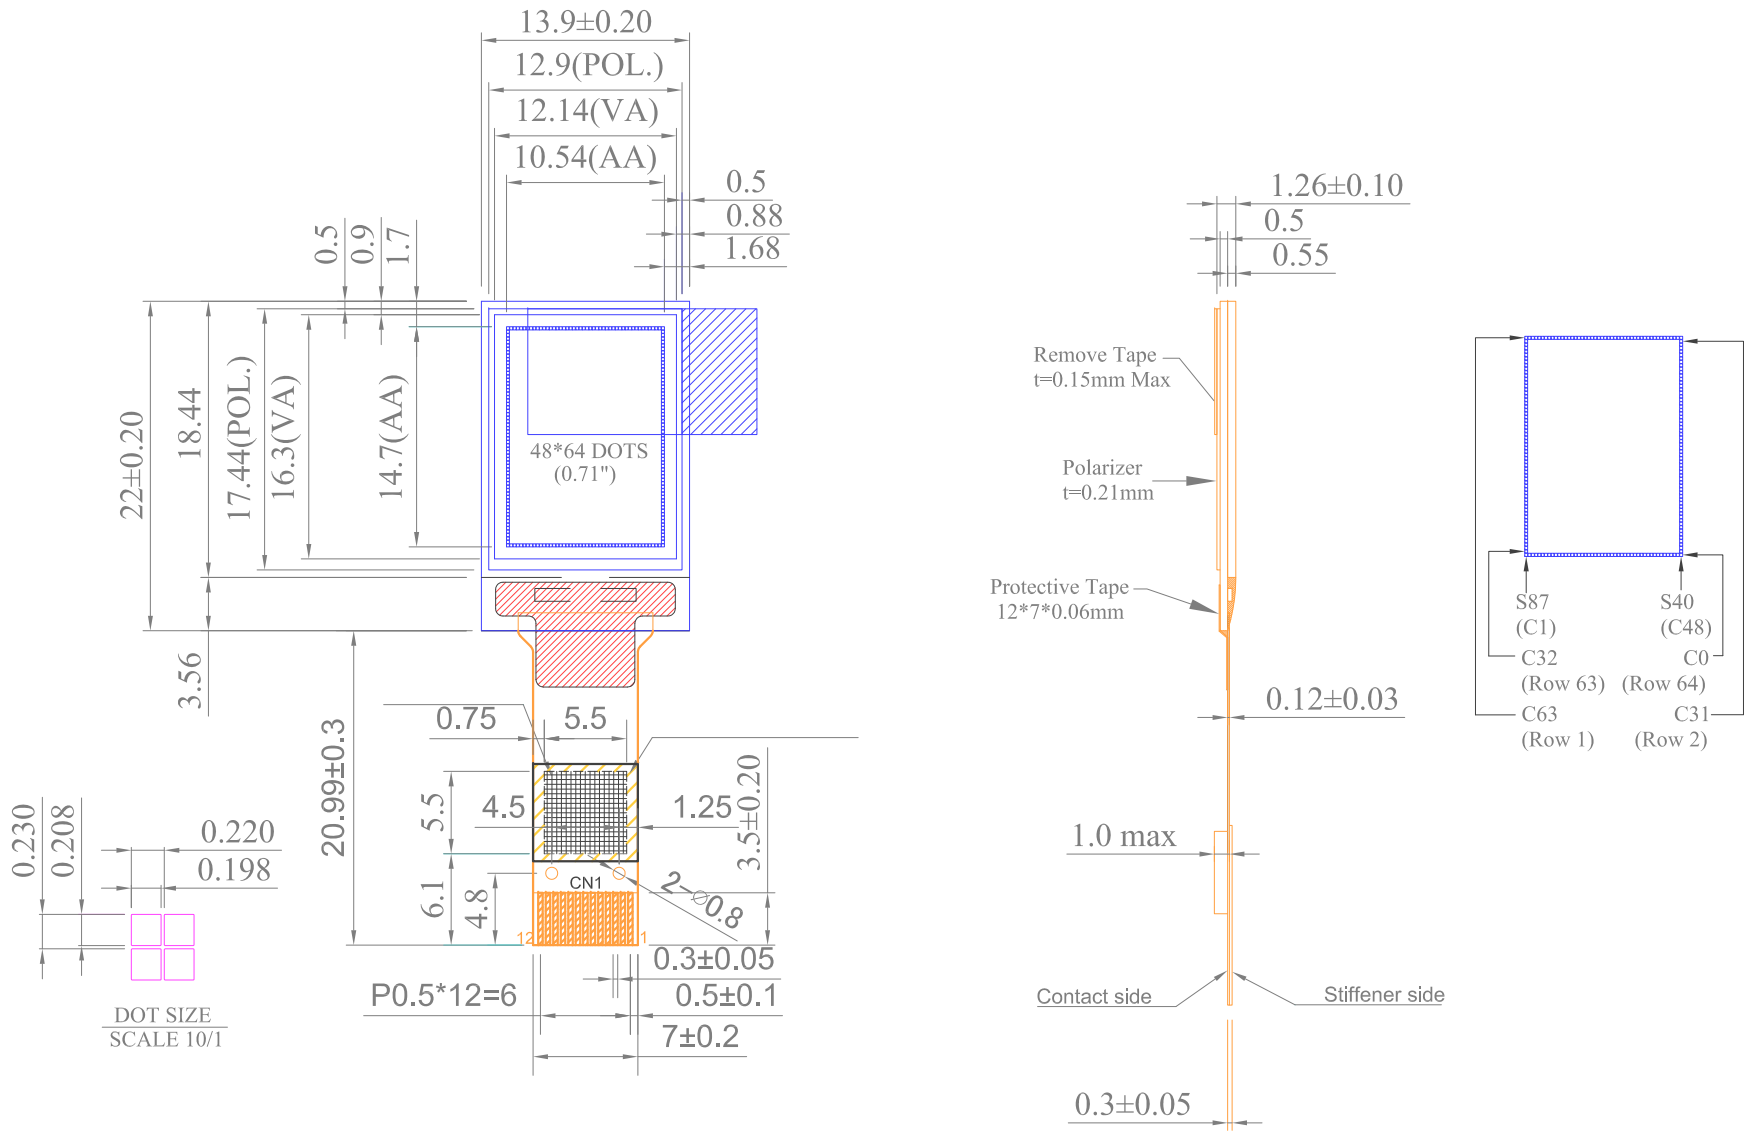 13.9±0.20
12.9(POL.)
12.14(VA)
10.54(AA)
0.5
0.88
1.68
0.5
0.9
1.7
22±0.20
18.44
17.44(POL.)
16.3(VA)
14.7(AA)
48*64 DOTS
(0.71")
3.56
20.99±0.3
0.75
5.5
5.5
4.5
1.25
3.5±0.20
6.1
4.8
CN1
2-∅0.8
12
1
0.3±0.05
P0.5*12=6
0.5±0.1
7±0.2
0.230
0.208
0.220
0.198
DOT SIZE
SCALE 10/1
1.26±0.10
0.5
0.55
Remove Tape
t=0.15mm Max
Polarizer
t=0.21mm
Protective Tape
12*7*0.06mm
0.12±0.03
1.0 max
Contact side
Stiffener side
0.3±0.05
S87
(C1)
S40
(C48)
C32
(Row 63)
C0
(Row 64)
C63
(Row 1)
C31
(Row 2)